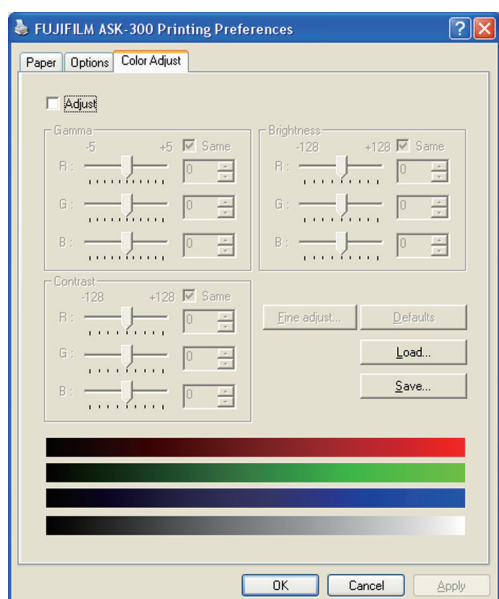 FUJIFILM ASK-300 Printing Preferences
Paper Options Color Adjust
Adjust
Gamma
-5 +5 Same
R: 0
G: 0
B: 0
Brightness
-128 +128 Same
R: 0
G: 0
B: 0
Contrast
-128 +128 Same
R: 0
G: 0
B: 0
Fine adjust... Defaults
Load...
Save...
OK Cancel Apply